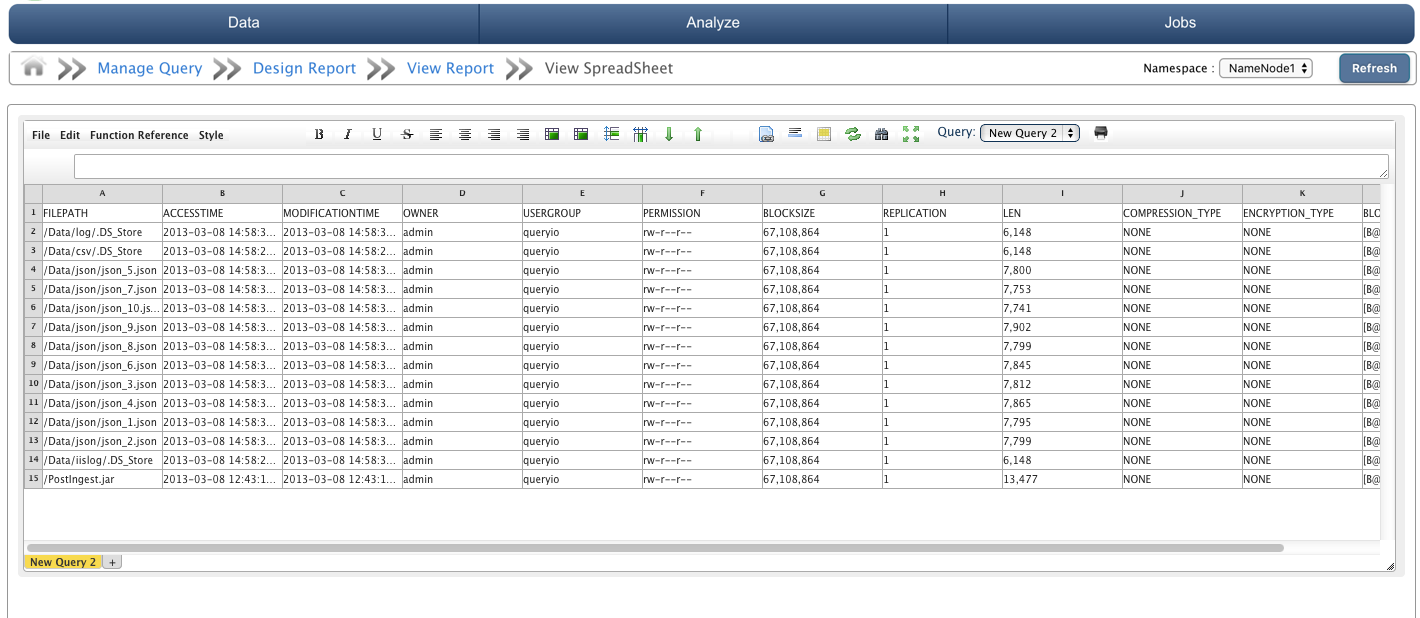 Data Analyze Jobs
Manage Query Design Report View Report View SpreadSheet Namespace : NameNode1 Refresh
File Edit Function Reference Style B I U S Query: New Query 2
A B C D E F G H I J K
1 FILEPATH ACCESSTIME MODIFICATIONTIME OWNER USERGROUP PERMISSION BLOCKSIZE REPLICATION LEN COMPRESSION_TYPE ENCRYPTION_TYPE BLO
2 /Data/log/.DS_Store 2013-03-08 14:58:3... 2013-03-08 14:58:3... admin queryio rw-r--r-- 67,108,864 1 6,148 NONE NONE [B@
3 /Data/csv/.DS_Store 2013-03-08 14:58:2... 2013-03-08 14:58:2... admin queryio rw-r--r-- 67,108,864 1 6,148 NONE NONE [B@
4 /Data/json/json_5.json 2013-03-08 14:58:3... 2013-03-08 14:58:3... admin queryio rw-r--r-- 67,108,864 1 7,800 NONE NONE [B@
5 /Data/json/json_7.json 2013-03-08 14:58:3... 2013-03-08 14:58:3... admin queryio rw-r--r-- 67,108,864 1 7,753 NONE NONE [B@
6 /Data/json/json_10.js... 2013-03-08 14:58:3... 2013-03-08 14:58:3... admin queryio rw-r--r-- 67,108,864 1 7,741 NONE NONE [B@
7 /Data/json/json_9.json 2013-03-08 14:58:3... 2013-03-08 14:58:3... admin queryio rw-r--r-- 67,108,864 1 7,902 NONE NONE [B@
8 /Data/json/json_8.json 2013-03-08 14:58:3... 2013-03-08 14:58:3... admin queryio rw-r--r-- 67,108,864 1 7,799 NONE NONE [B@
9 /Data/json/json_6.json 2013-03-08 14:58:3... 2013-03-08 14:58:3... admin queryio rw-r--r-- 67,108,864 1 7,845 NONE NONE [B@
10 /Data/json/json_3.json 2013-03-08 14:58:3... 2013-03-08 14:58:3... admin queryio rw-r--r-- 67,108,864 1 7,812 NONE NONE [B@
11 /Data/json/json_4.json 2013-03-08 14:58:3... 2013-03-08 14:58:3... admin queryio rw-r--r-- 67,108,864 1 7,865 NONE NONE [B@
12 /Data/json/json_1.json 2013-03-08 14:58:3... 2013-03-08 14:58:3... admin queryio rw-r--r-- 67,108,864 1 7,795 NONE NONE [B@
13 /Data/json/json_2.json 2013-03-08 14:58:3... 2013-03-08 14:58:3... admin queryio rw-r--r-- 67,108,864 1 7,799 NONE NONE [B@
14 /Data/iislog/.DS_Store 2013-03-08 14:58:2... 2013-03-08 14:58:3... admin queryio rw-r--r-- 67,108,864 1 6,148 NONE NONE [B@
15 /PostIngest.jar 2013-03-08 12:43:1... 2013-03-08 12:43:1... admin queryio rw-r--r-- 67,108,864 1 13,477 NONE NONE [B@
New Query 2 +